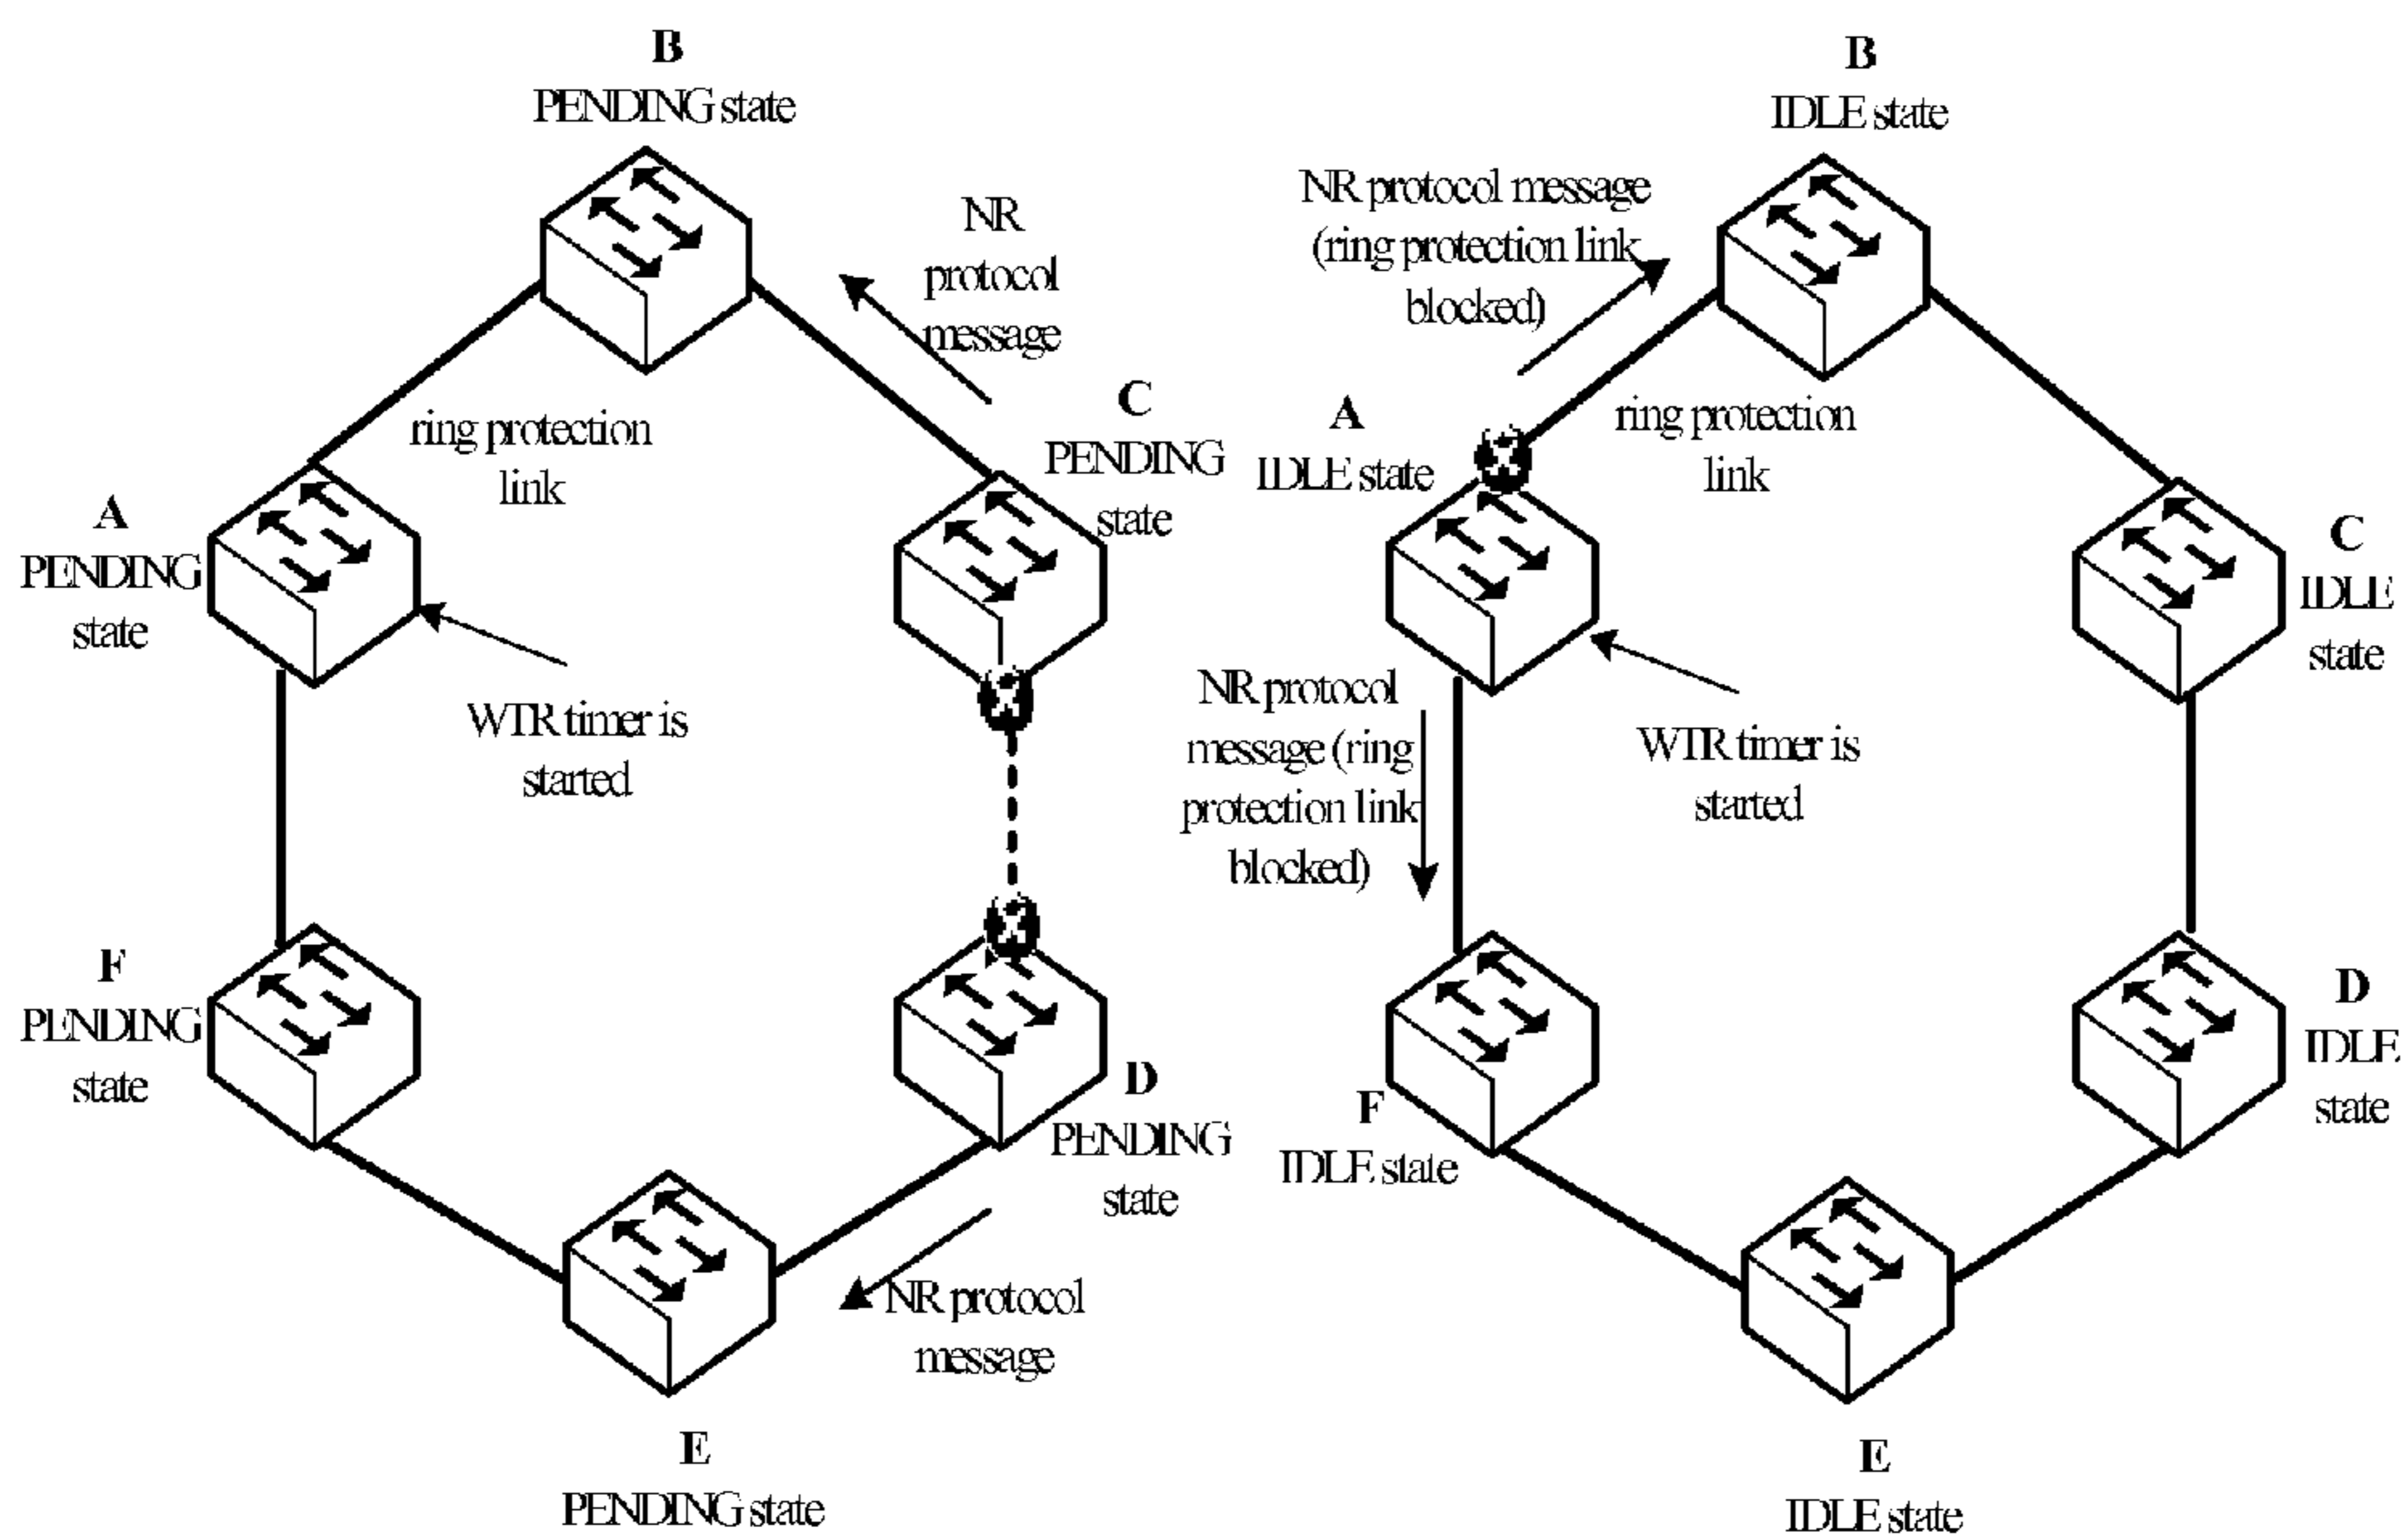 B
PENDING state
NR
protocol
message
C
PENDING
state
ring protection
link
A
PENDING
state
WTR timer is
started
F
PENDING
state
D
PENDING
state
NR protocol
message
E
PENDING state
B
IDLE state
NR protocol message
(ring protection link
blocked)
A
IDLE state
ring protection
link
C
IDLE
state
NR protocol
message (ring
protection link
blocked)
WTR timer is
started
D
IDLE
state
F
IDLE state
E
IDLE state